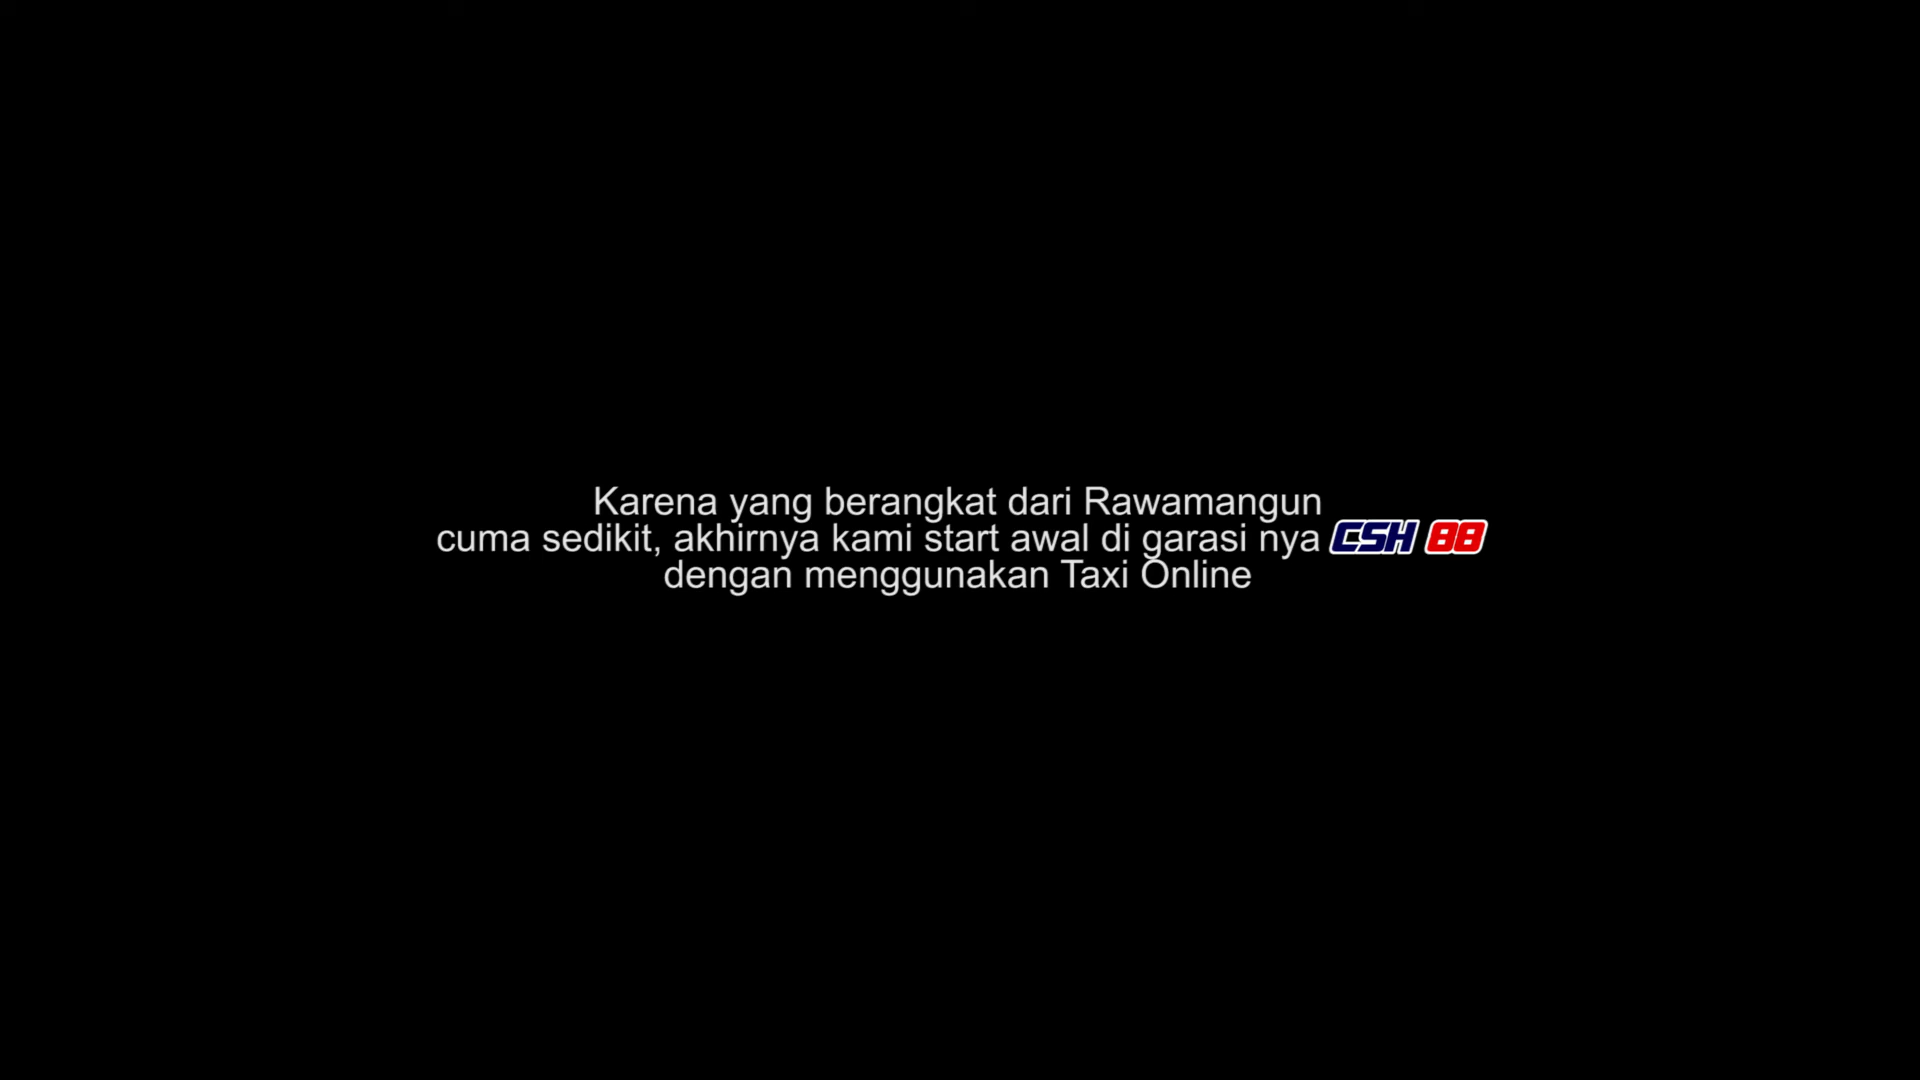 Karena yang berangkat dari Rawamangun
cuma sedikit, akhirnya kami start awal di garasi nya CSH 88
dengan menggunakan Taxi Online